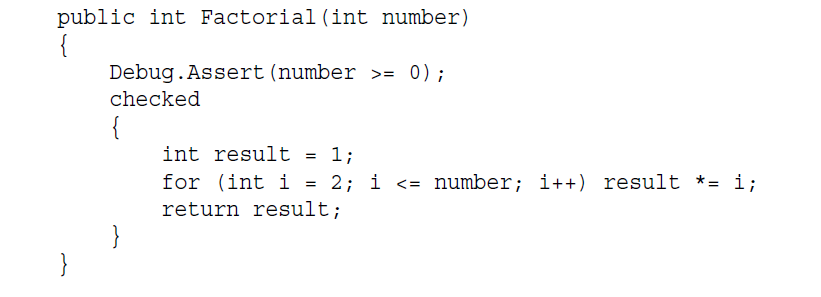 public int Factorial(int number)
{
    Debug.Assert(number >= 0);
    checked
    {
        int result = 1;
        for (int i = 2; i <= number; i++) result *= i;
        return result;
    }
}